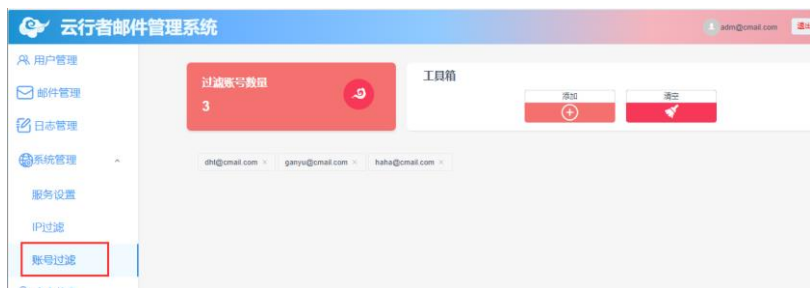 云行者邮件管理系统
adm@cmail.com
用户管理
邮件管理
日志管理
系统管理
服务设置
IP过滤
账号过滤
过滤账号数量
3
工具箱
添加
清空
dht@cmail.com ×
ganyu@cmail.com ×
haha@cmail.com ×